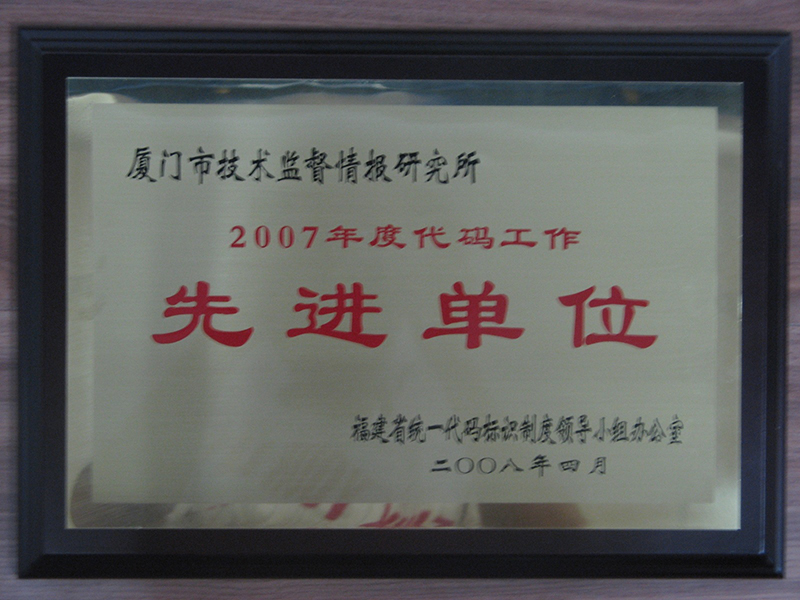 厦门市技术监督情报研究所
2007年度代码工作
先进单位
福建省统一代码标识制度领导小组办公室
二〇〇八年四月